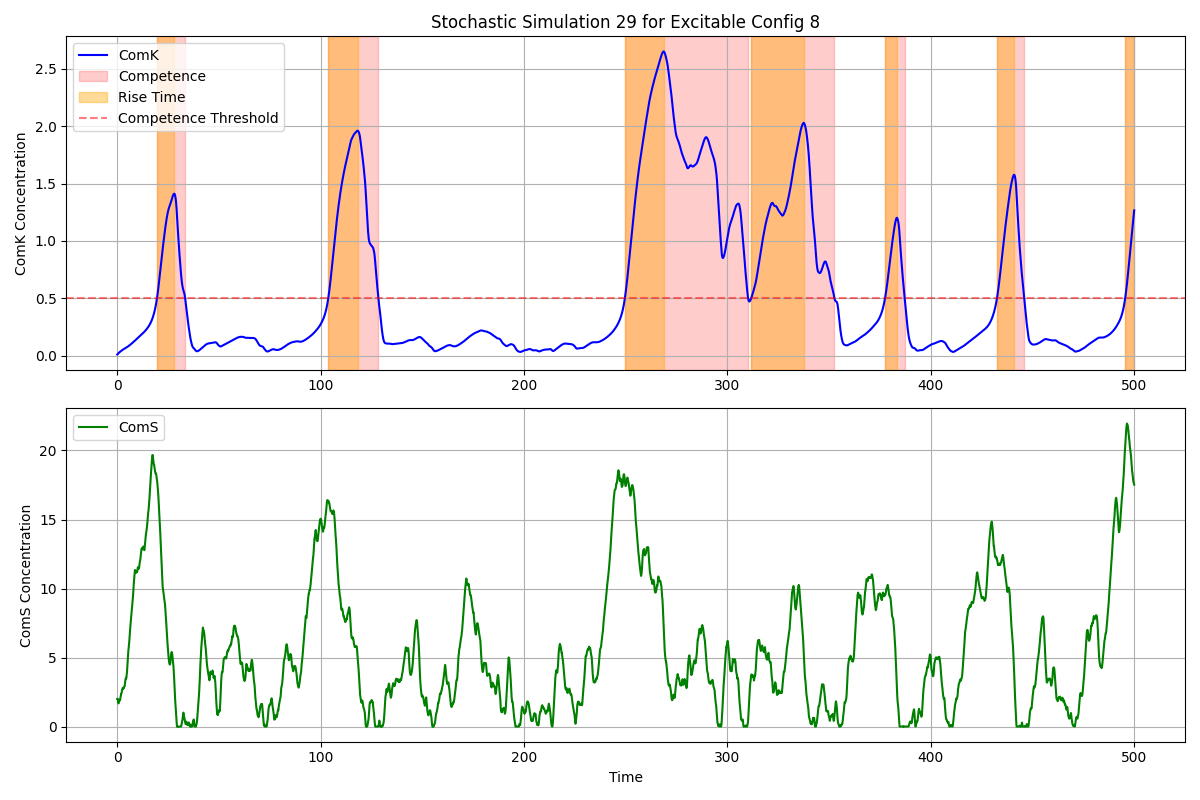 Stochastic Simulation 29 for Excitable Config 8
ComK Concentration
2.5
2.0
1.5
1.0
0.5
0.0
ComK
Competence
Rise Time
Competence Threshold
0 100 200 300 400 500
ComS Concentration
20
15
10
5
0
ComS
0 100 200 300 400 500
Time